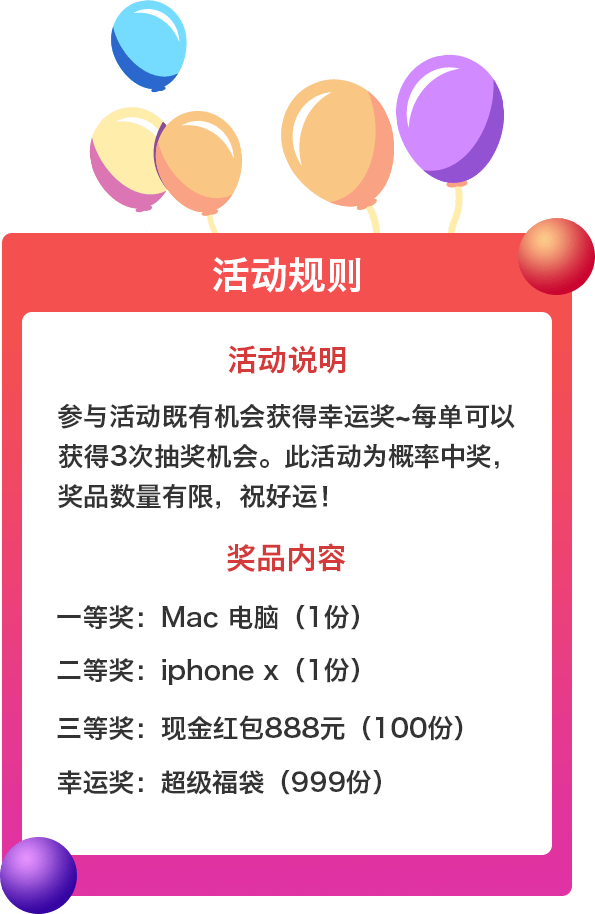 活动规则
活动说明
参与活动既有机会获得幸运奖~每单可以
获得3次抽奖机会。此活动为概率中奖，
奖品数量有限，祝好运！
奖品内容
一等奖：Mac 电脑（1份）
二等奖：iphone x（1份）
三等奖：现金红包888元（100份）
幸运奖：超级福袋（999份）